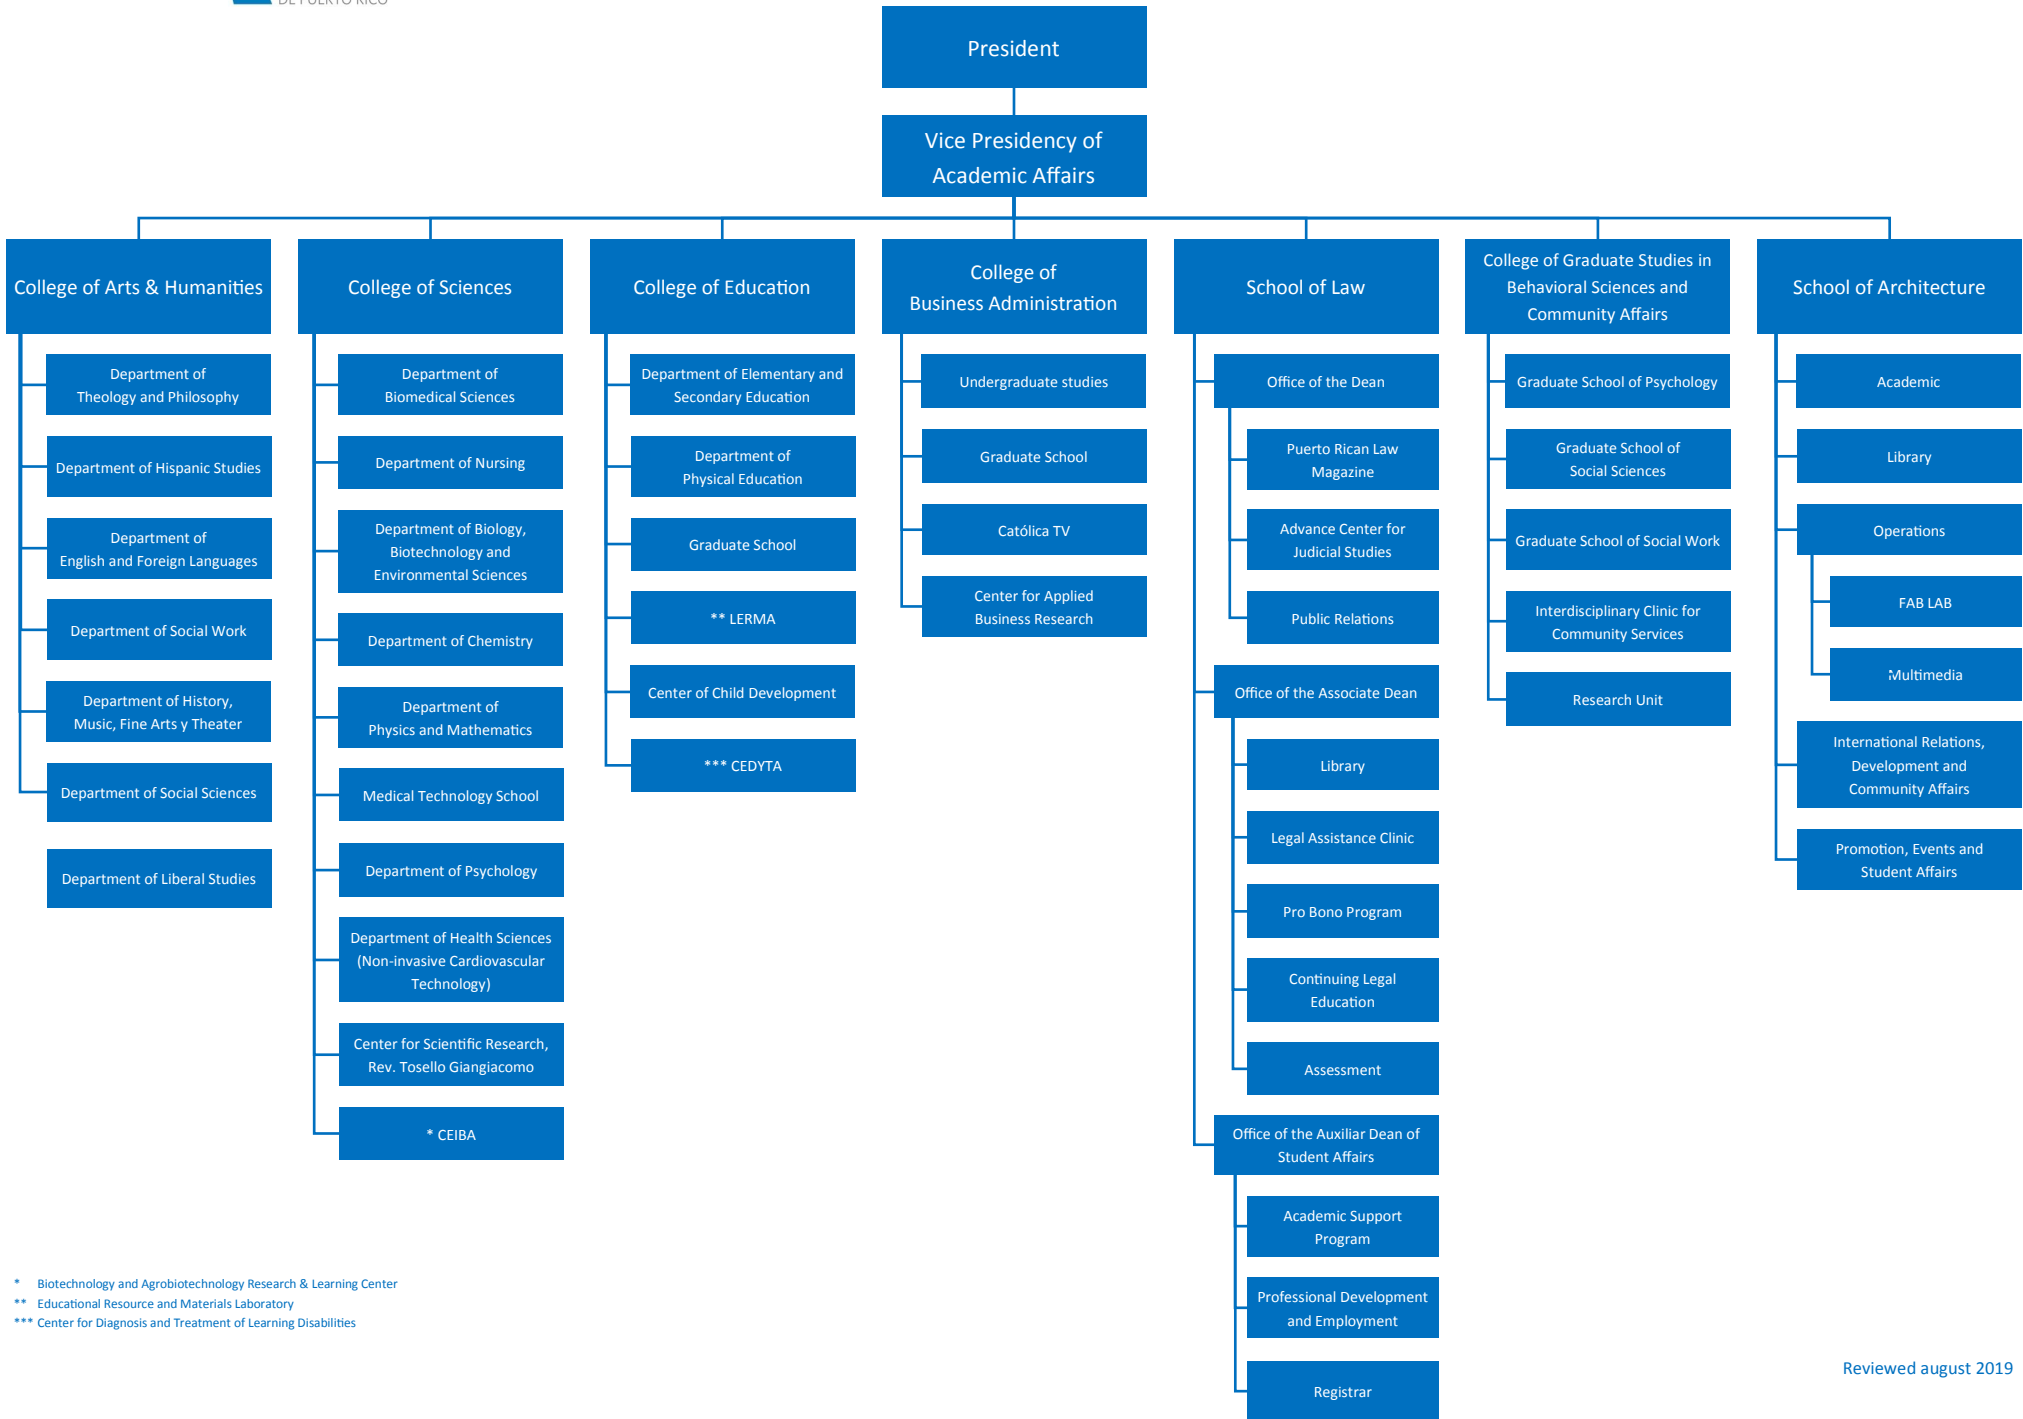 DE PUERTO RICO
President
Vice Presidency of
Academic Affairs
College of Arts & Humanities
Department of
Theology and Philosophy
Department of Hispanic Studies
Department of
English and Foreign Languages
Department of Social Work
Department of History,
Music, Fine Arts y Theater
Department of Social Sciences
Department of Liberal Studies
College of Sciences
Department of
Biomedical Sciences
Department of Nursing
Department of Biology,
Biotechnology and
Environmental Sciences
Department of Chemistry
Department of
Physics and Mathematics
Medical Technology School
Department of Psychology
Department of Health Sciences
(Non-invasive Cardiovascular
Technology)
Center for Scientific Research,
Rev. Tosello Giangiacomo
* CEIBA
College of Education
Department of Elementary and
Secondary Education
Department of
Physical Education
Graduate School
** LERMA
Center of Child Development
*** CEDYTA
College of
Business Administration
Undergraduate studies
Graduate School
Católica TV
Center for Applied
Business Research
School of Law
Office of the Dean
Puerto Rican Law
Magazine
Advance Center for
Judicial Studies
Public Relations
Office of the Associate Dean
Library
Legal Assistance Clinic
Pro Bono Program
Continuing Legal
Education
Assessment
Office of the Auxiliar Dean of
Student Affairs
Academic Support
Program
Professional Development
and Employment
Registrar
College of Graduate Studies in
Behavioral Sciences and
Community Affairs
Graduate School of Psychology
Graduate School of
Social Sciences
Graduate School of Social Work
Interdisciplinary Clinic for
Community Services
Research Unit
School of Architecture
Academic
Library
Operations
FAB LAB
Multimedia
International Relations,
Development and
Community Affairs
Promotion, Events and
Student Affairs
* Biotechnology and Agrobiotechnology Research & Learning Center
** Educational Resource and Materials Laboratory
*** Center for Diagnosis and Treatment of Learning Disabilities
Reviewed august 2019